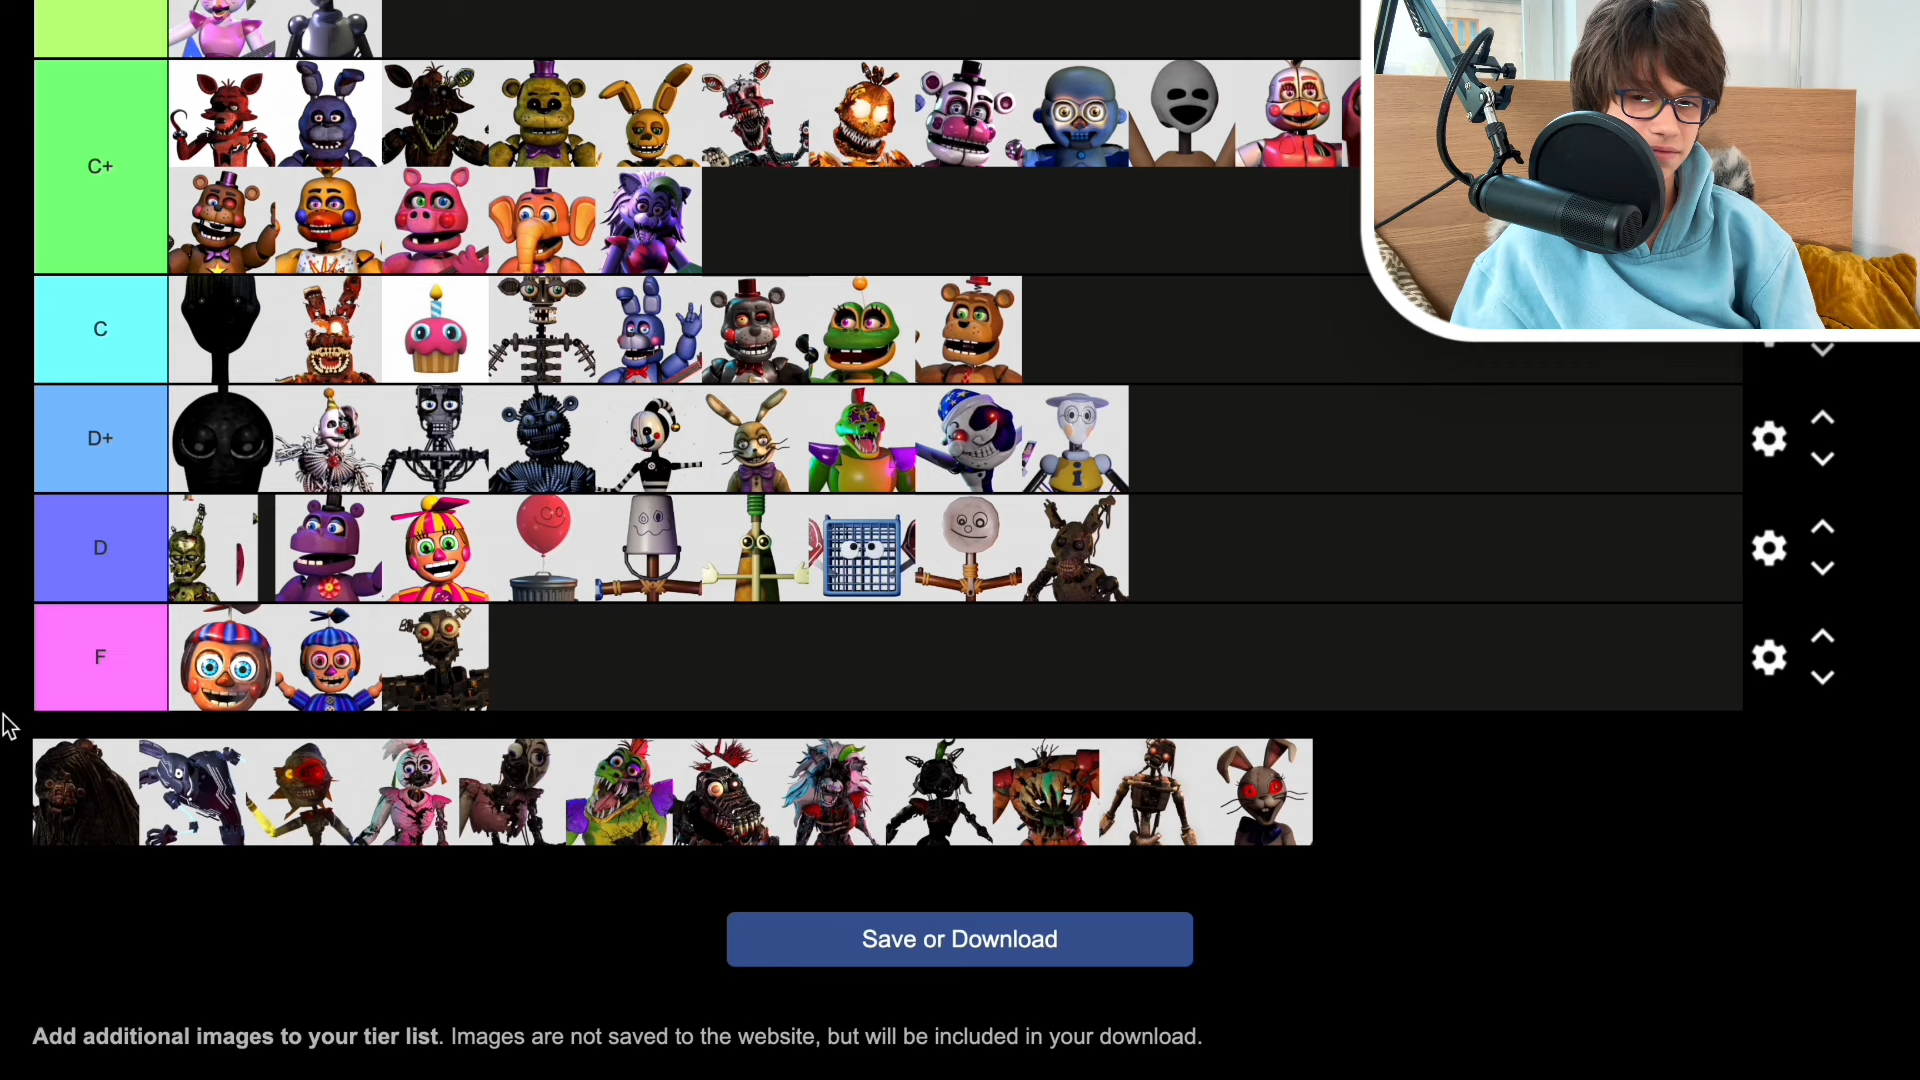 C+
C
D+
D
F
Save or Download
Add additional images to your tier list. Images are not saved to the website, but will be included in your download.